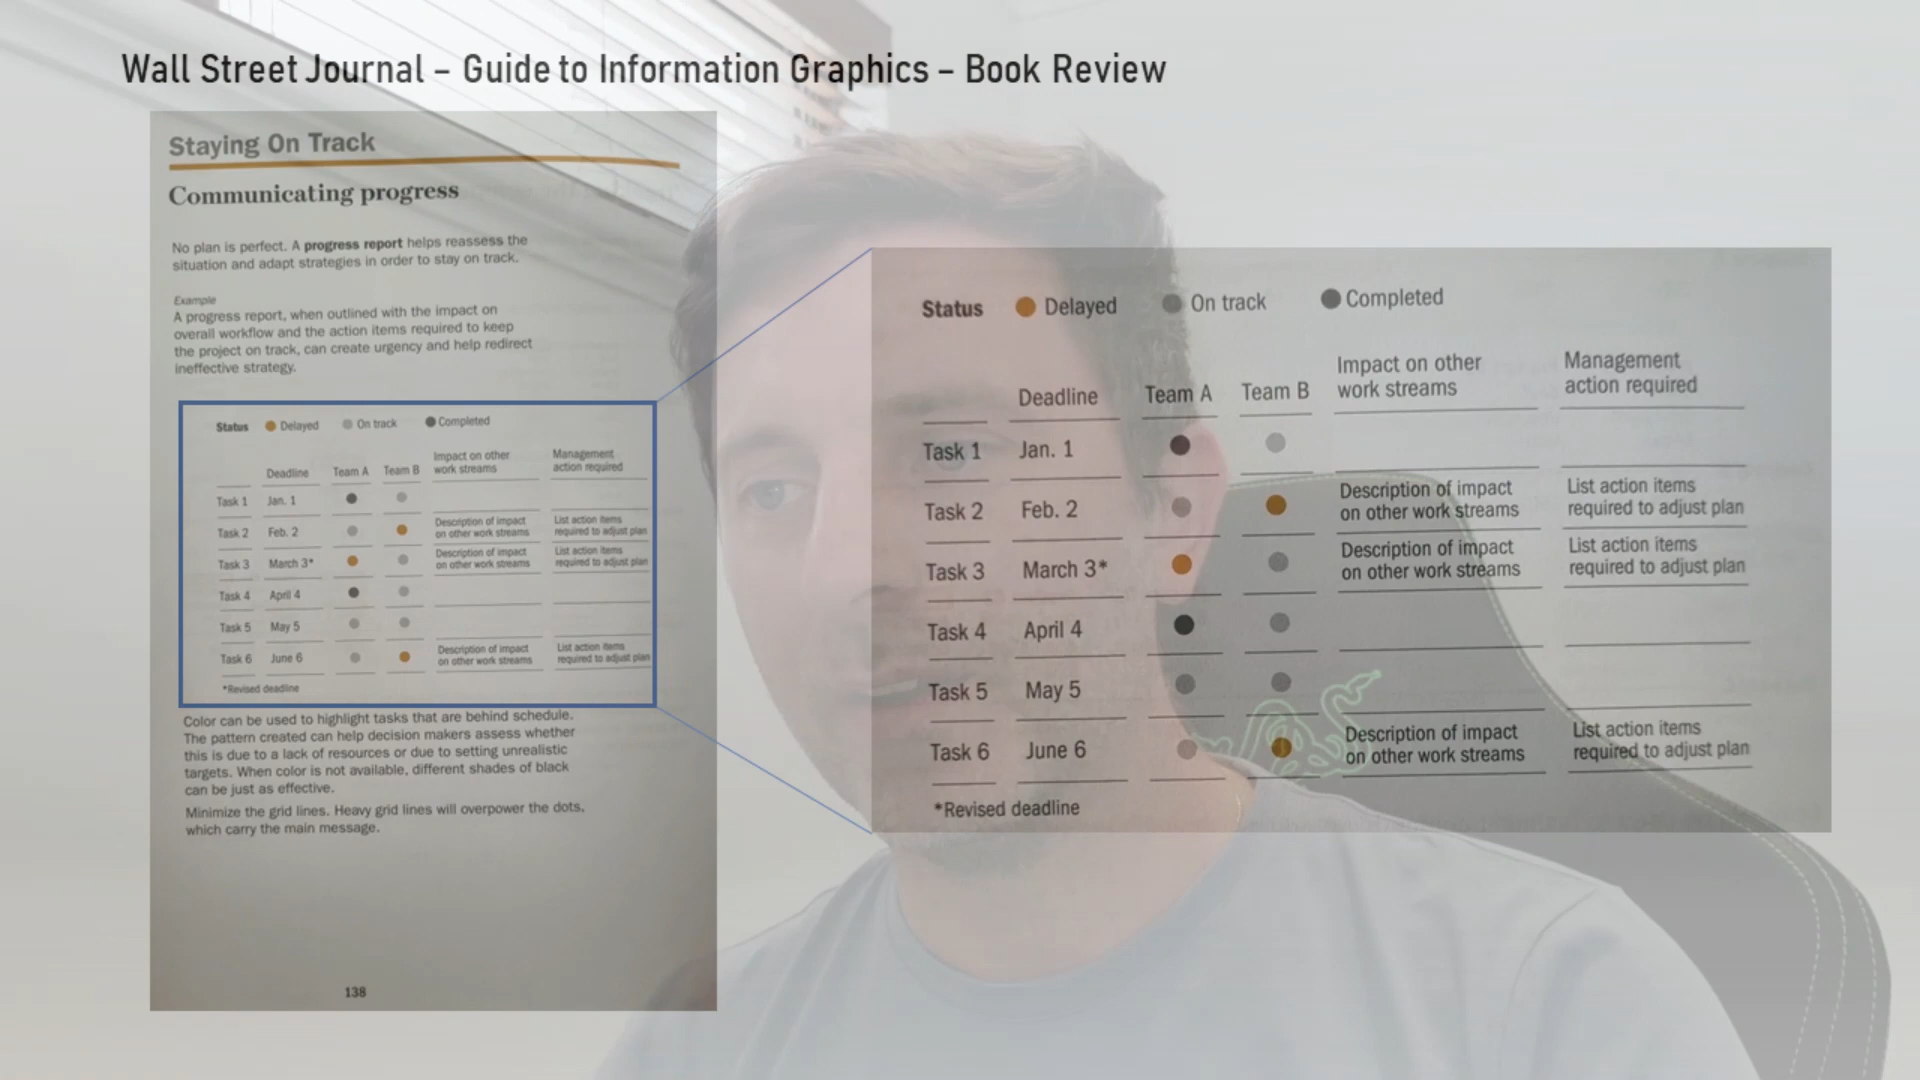 Wall Street Journal – Guide to Information Graphics – Book Review
Staying On Track
Communicating progress
No plan is perfect. A progress report helps reassess the
situation and adapt strategies in order to stay on track.
Example
A progress report, when outlined with the impact on
overall workflow and the action items required to keep
the project on track, can create urgency and help redirect
ineffective strategy.
Status Delayed On track Completed
Deadline Team A Team B Impact on other work streams Management action required
Task 1 Jan. 1
Task 2 Feb. 2 Description of impact on other work streams List action items required to adjust plan
Task 3 March 3* Description of impact on other work streams List action items required to adjust plan
Task 4 April 4
Task 5 May 5
Task 6 June 6 Description of impact on other work streams List action items required to adjust plan
*Revised deadline
Color can be used to highlight tasks that are behind schedule.
The pattern created can help decision makers assess whether
this is due to a lack of resources or due to setting unrealistic
targets. When color is not available, different shades of black
can be just as effective.
Minimize the grid lines. Heavy grid lines will overpower the dots,
which carry the main message.
138
Status Delayed On track Completed
Deadline Team A Team B Impact on other work streams Management action required
Task 1 Jan. 1
Task 2 Feb. 2 Description of impact on other work streams List action items required to adjust plan
Task 3 March 3* Description of impact on other work streams List action items required to adjust plan
Task 4 April 4
Task 5 May 5
Task 6 June 6 Description of impact on other work streams List action items required to adjust plan
*Revised deadline